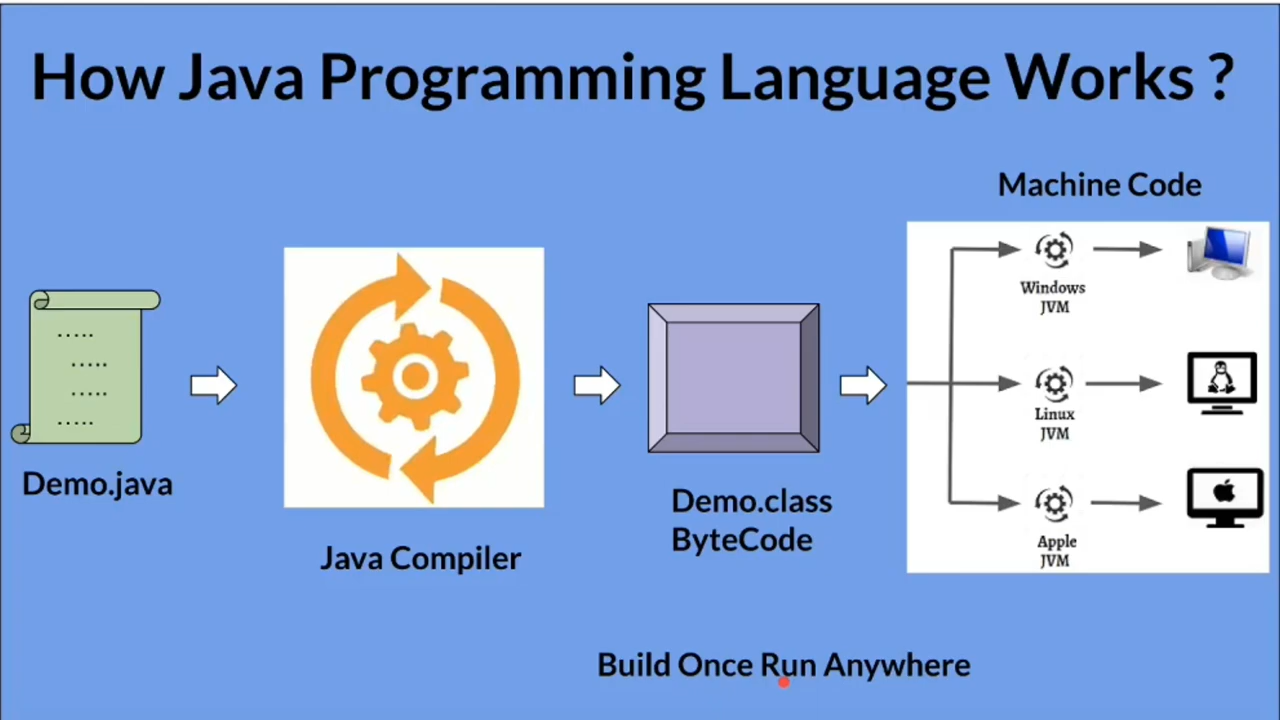 How Java Programming Language Works ?
Machine Code
Windows
JVM
Linux
JVM
Apple
JVM
Demo.java
Java Compiler
Demo.class
ByteCode
Build Once Run Anywhere